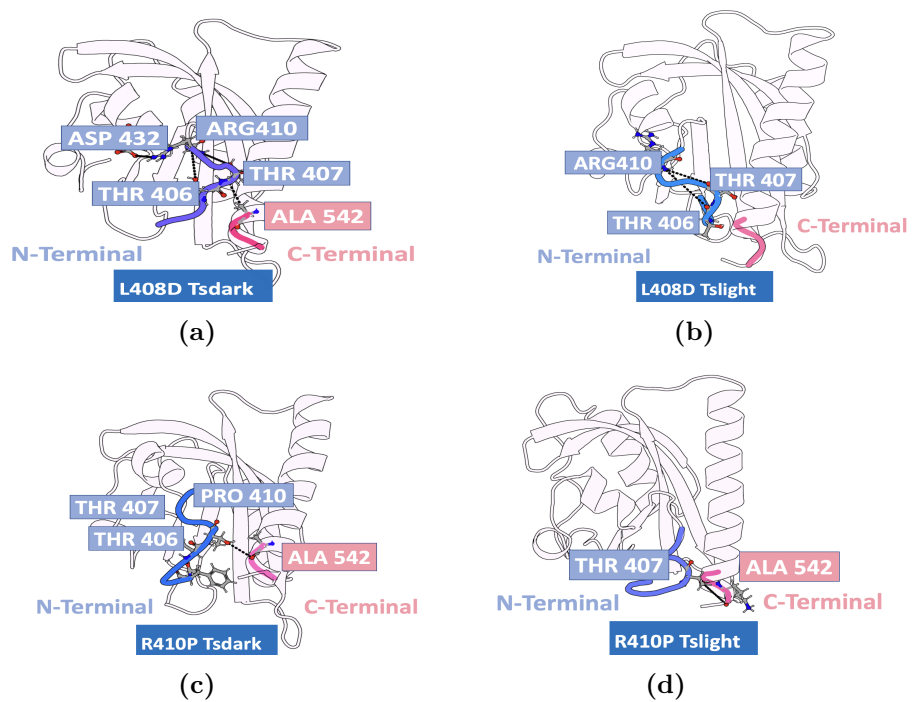 ASP 432
ARG410
THR 407
THR 406
ALA 542
N-Terminal
C-Terminal
L408D Tsdark
(a)
ARG410
THR 407
THR 406
C-Terminal
N-Terminal
L408D Tslight
(b)
PRO 410
THR 407
THR 406
ALA 542
N-Terminal
C-Terminal
R410P Tsdark
(c)
THR 407
ALA 542
N-Terminal
C-Terminal
R410P Tslight
(d)